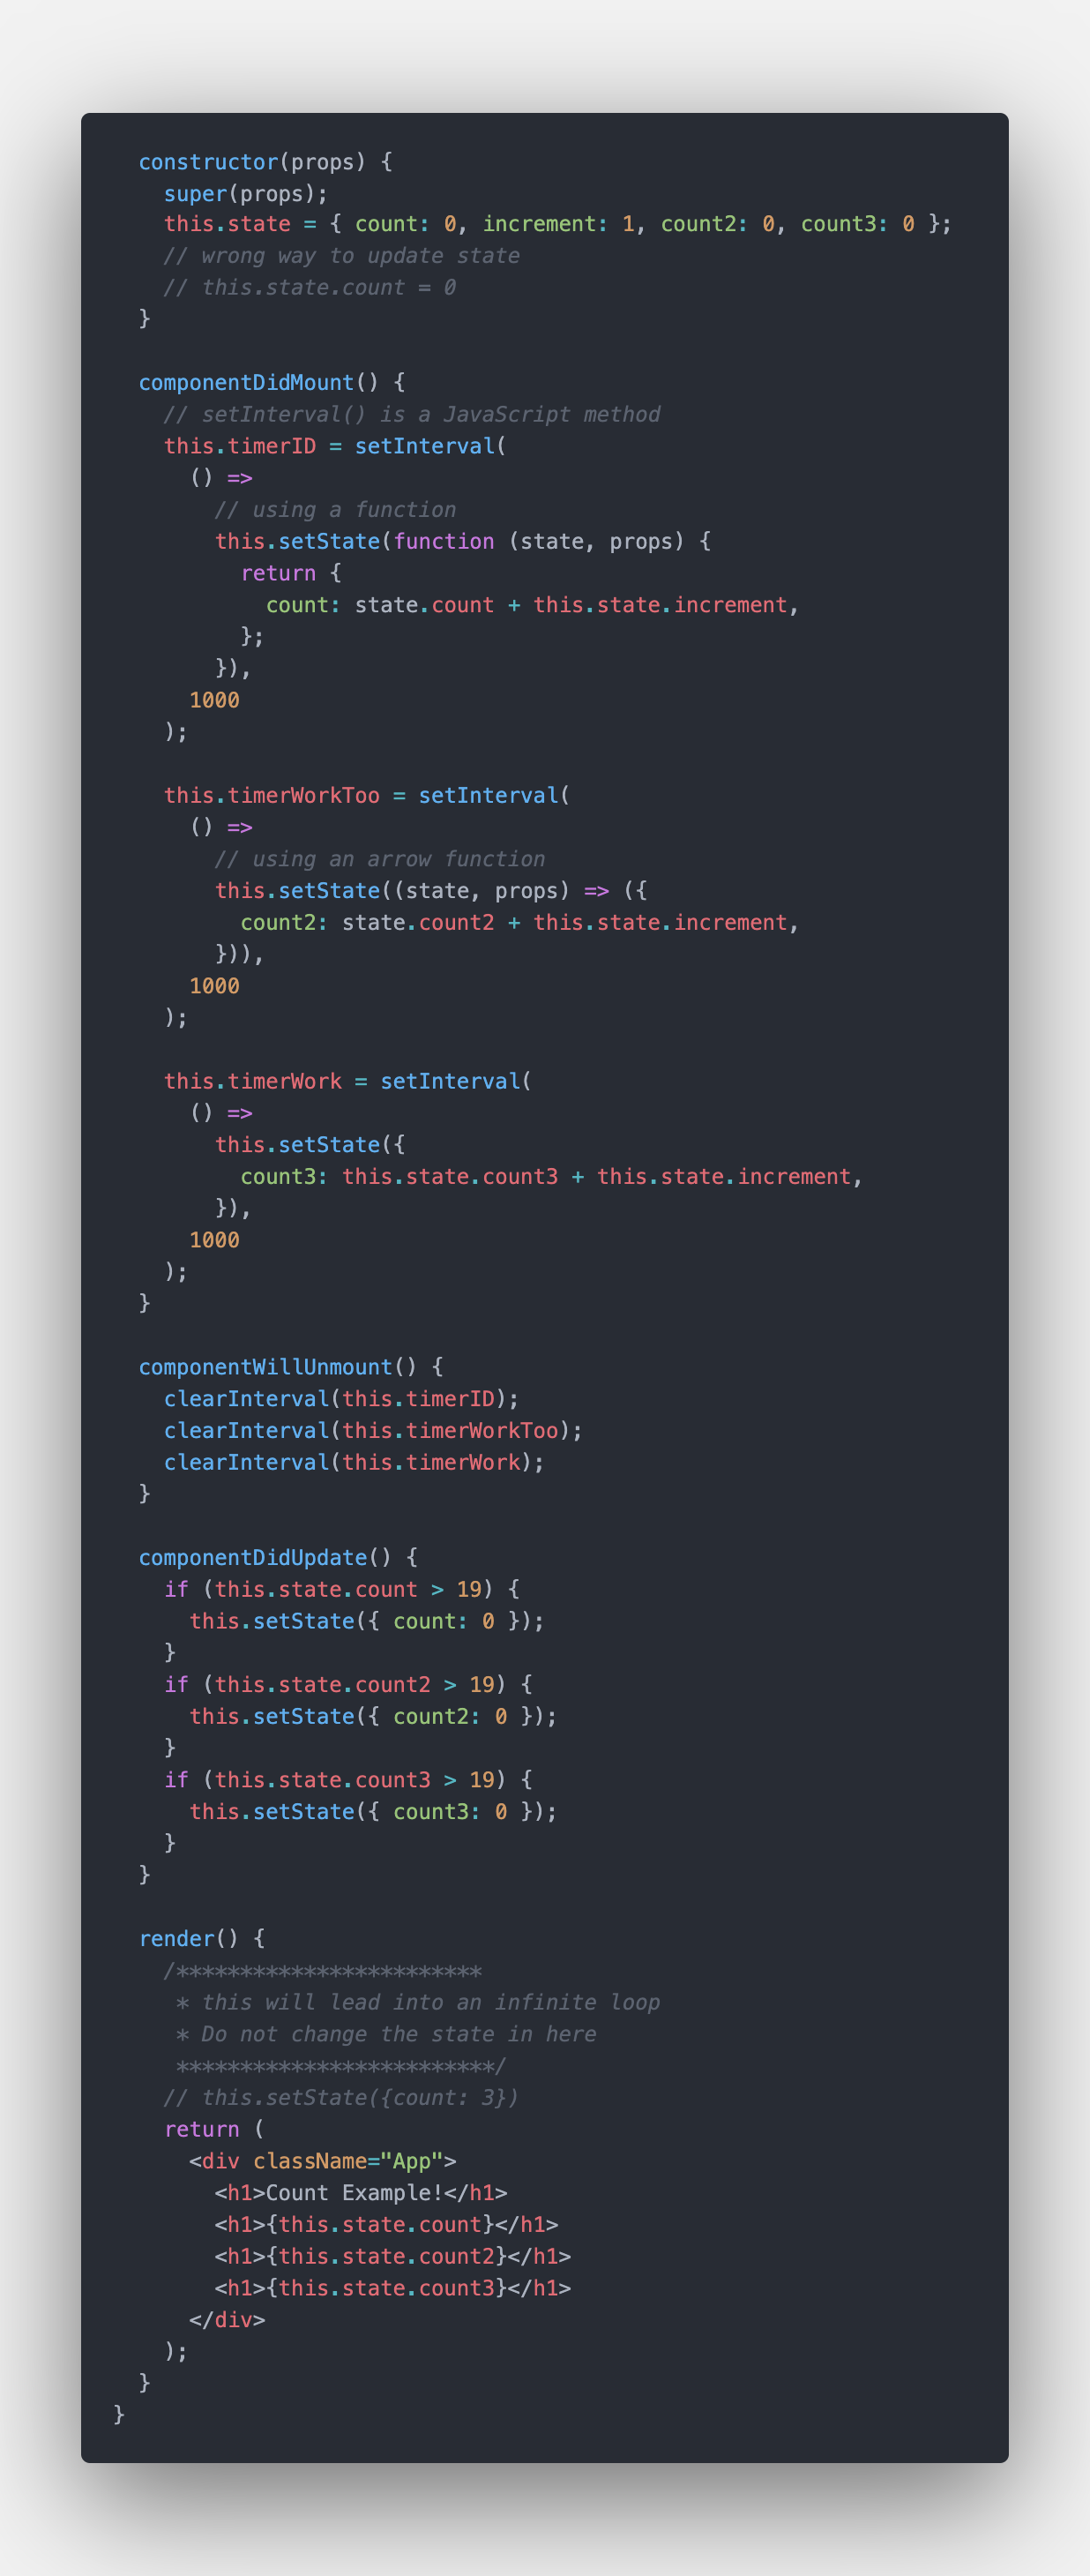 constructor(props) {
super(props);
this.state = { count: 0, increment: 1, count2: 0, count3: 0 };
// wrong way to update state
// this.state.count = 0
}
componentDidMount() {
// setInterval() is a JavaScript method
this.timerID = setInterval(
() =>
// using a function
this.setState(function (state, props) {
return {
count: state.count + this.state.increment,
};
}),
1000
);
this.timerWorkToo = setInterval(
() =>
// using an arrow function
this.setState((state, props) => ({
count2: state.count2 + this.state.increment,
})),
1000
);
this.timerWork = setInterval(
() =>
this.setState({
count3: this.state.count3 + this.state.increment,
}),
1000
);
}
componentWillUnmount() {
clearInterval(this.timerID);
clearInterval(this.timerWorkToo);
clearInterval(this.timerWork);
}
componentDidUpdate() {
if (this.state.count > 19) {
this.setState({ count: 0 });
}
if (this.state.count2 > 19) {
this.setState({ count2: 0 });
}
if (this.state.count3 > 19) {
this.setState({ count3: 0 });
}
}
render() {
/************************
* this will lead into an infinite loop
* Do not change the state in here
*************************/
// this.setState({count: 3})
return (
<div className="App">
<h1>Count Example!</h1>
<h1>{this.state.count}</h1>
<h1>{this.state.count2}</h1>
<h1>{this.state.count3}</h1>
</div>
);
}
}